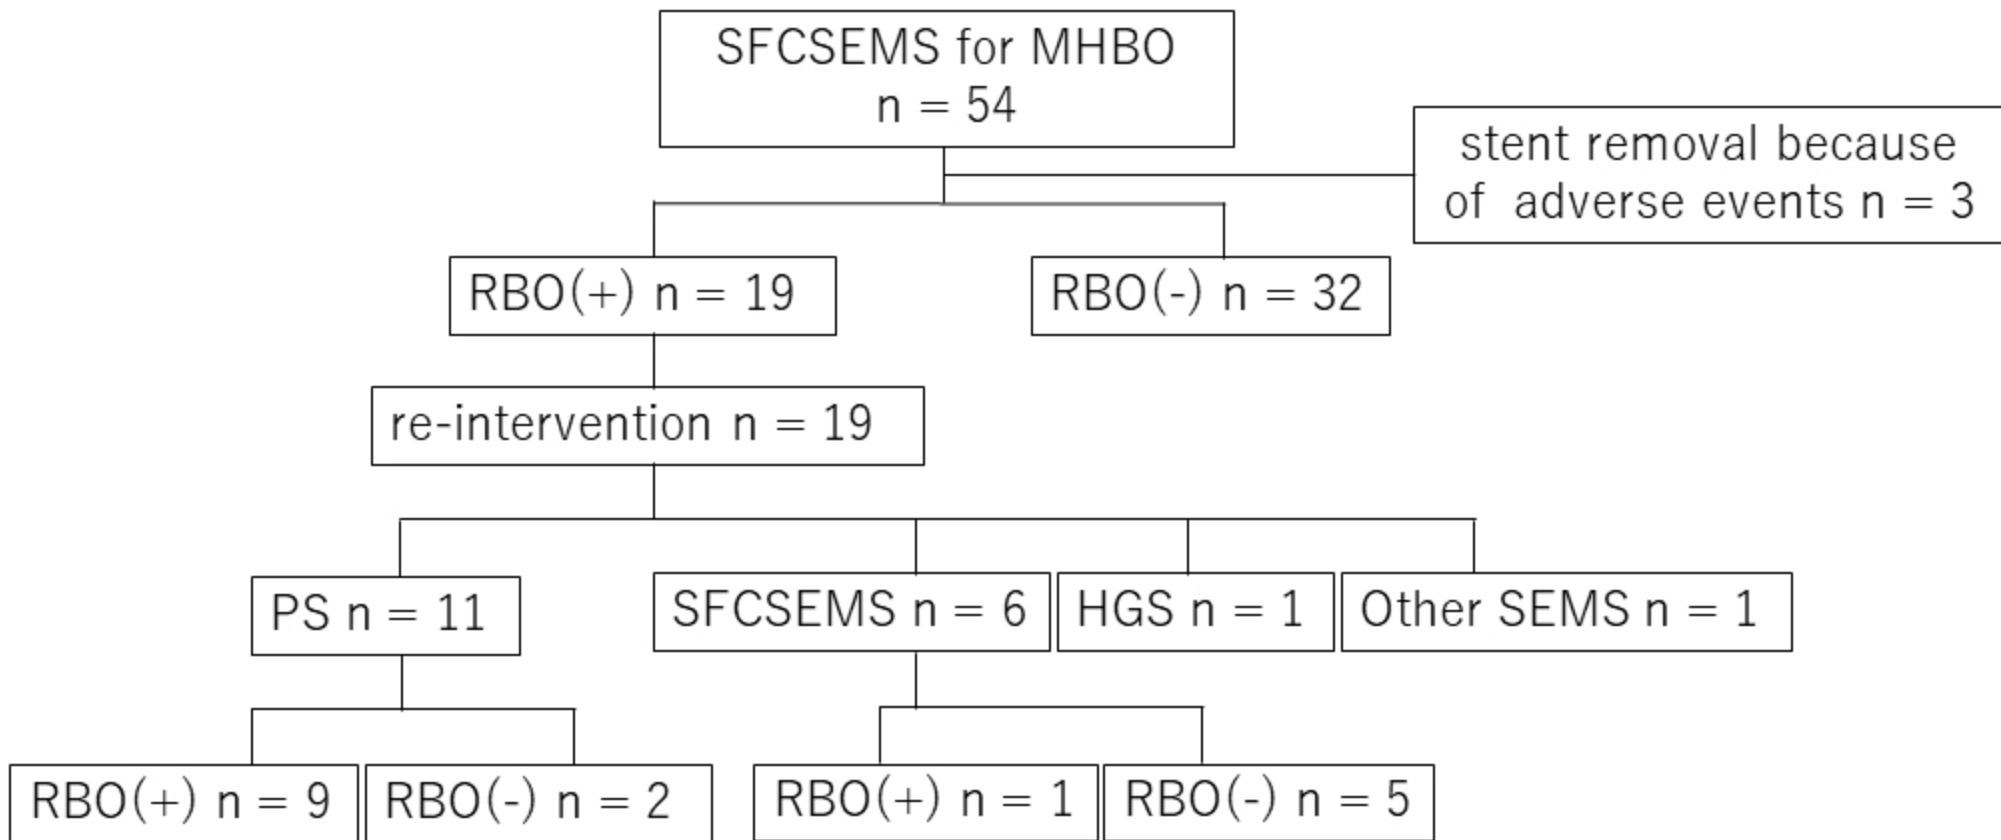 SFCSEMS for MHBO
n = 54
stent removal because
of adverse events n = 3
RBO(+) n = 19
RBO(-) n = 32
re-intervention n = 19
PS n = 11
SFCSEMS n = 6
HGS n = 1
Other SEMS n = 1
RBO(+) n = 9
RBO(-) n = 2
RBO(+) n = 1
RBO(-) n = 5